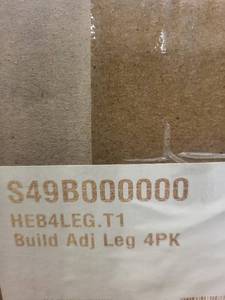 S49B000000
HEB4LEG.T1
Build Adj Leg 4PK